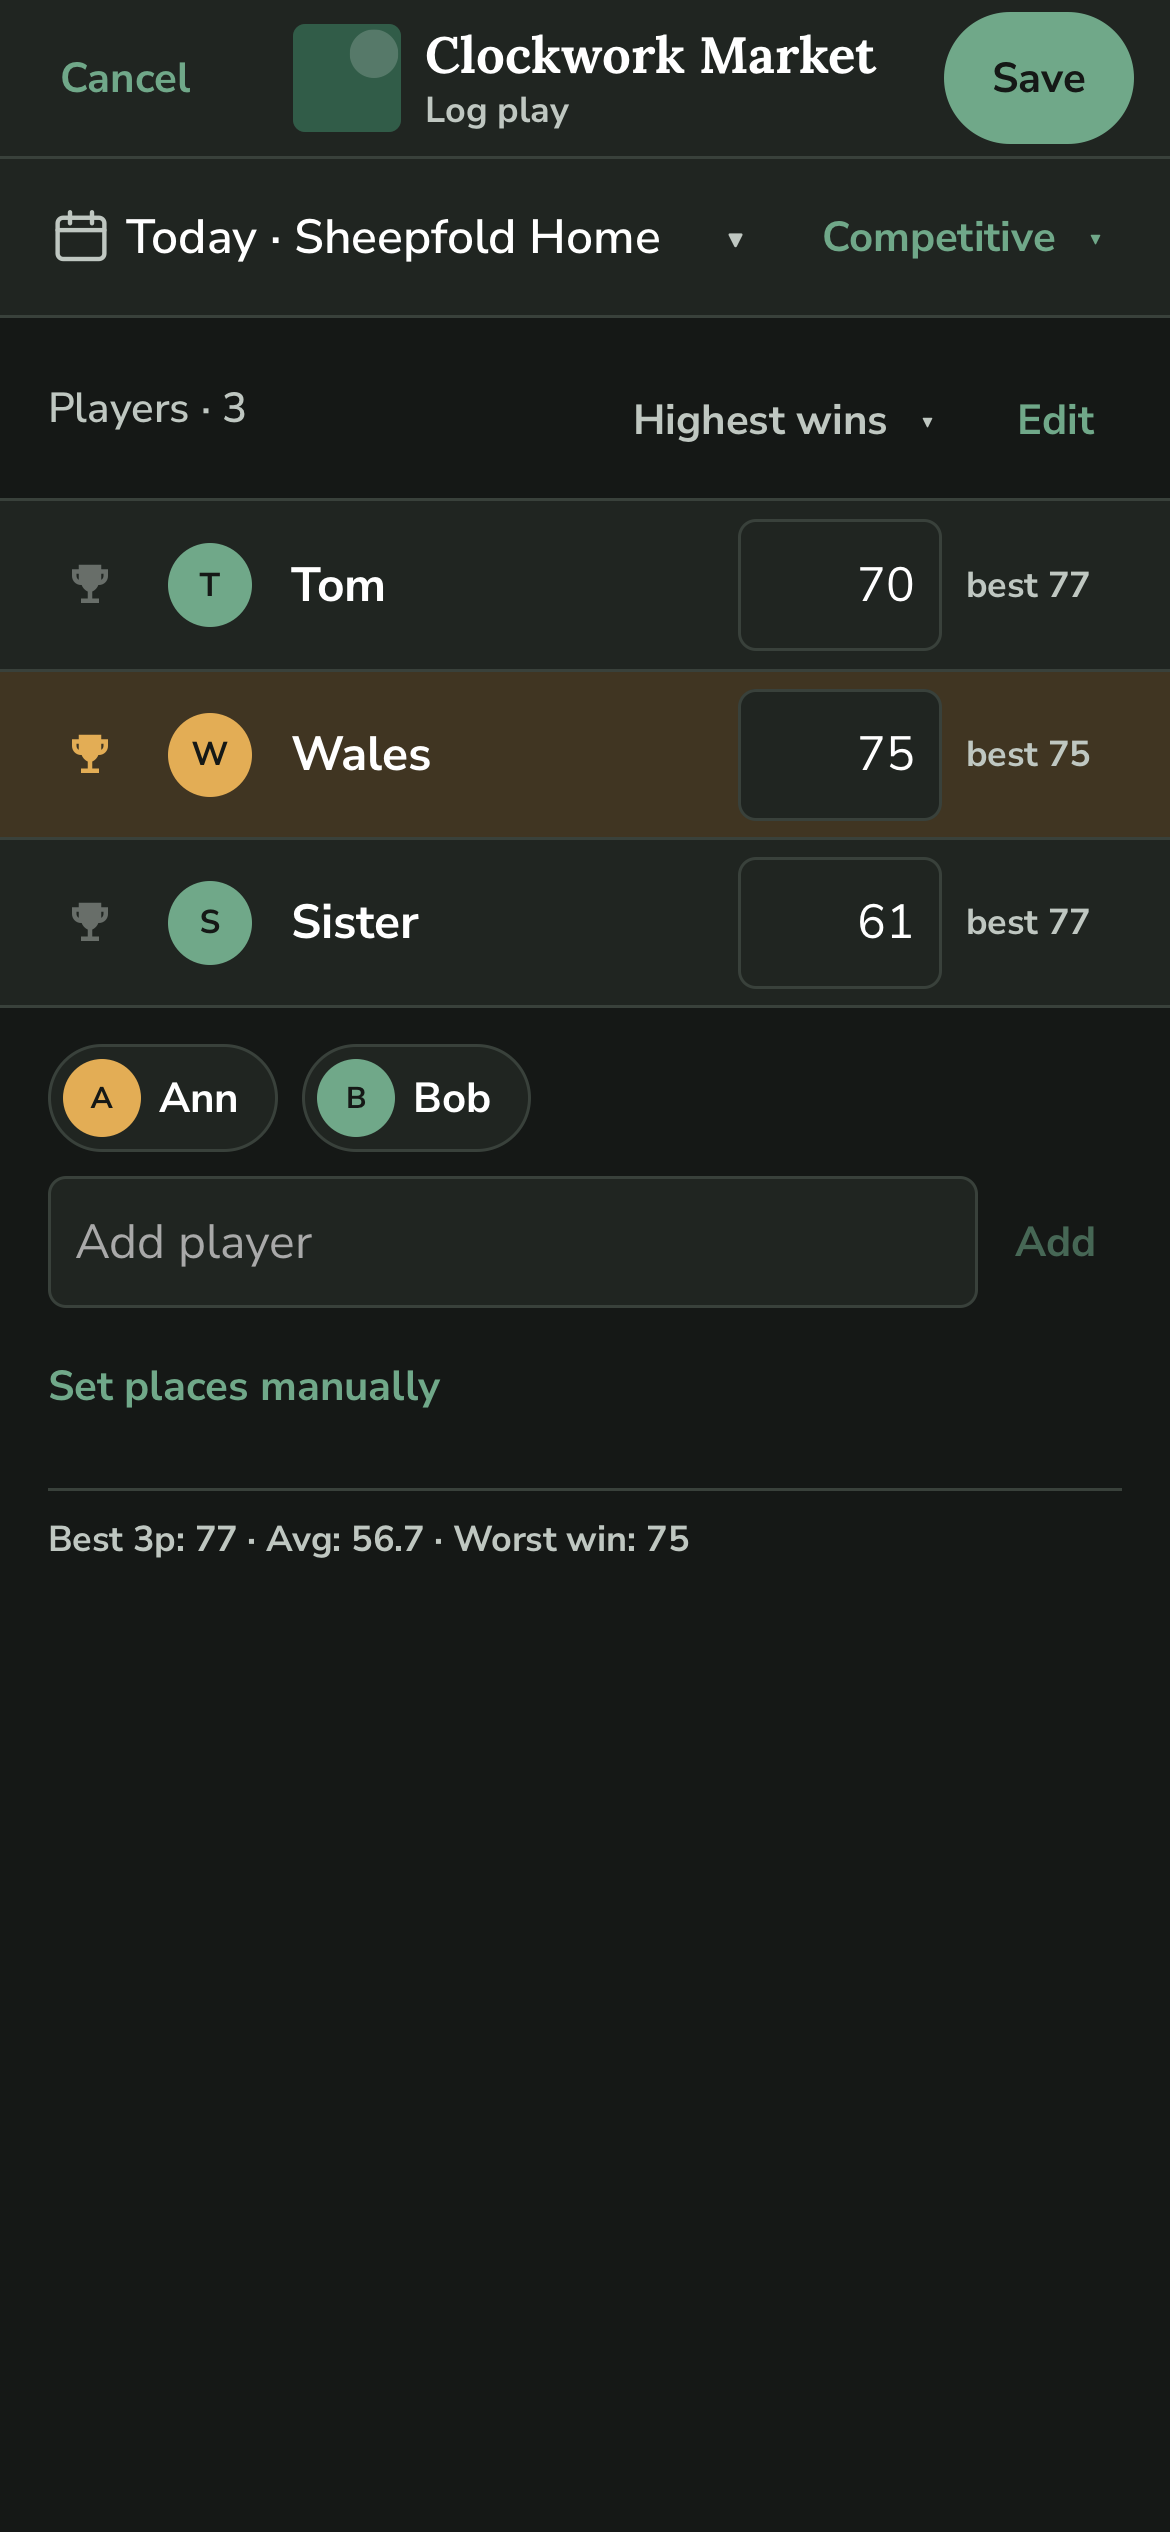 Cancel
Clockwork Market
Log play
Save
Today · Sheepfold Home ▾
Competitive ▾
Players · 3
Highest wins ▾
Edit
T Tom 70 best 77
W Wales 75 best 75
S Sister 61 best 77
A Ann
B Bob
Add player
Add
Set places manually
Best 3p: 77 · Avg: 56.7 · Worst win: 75